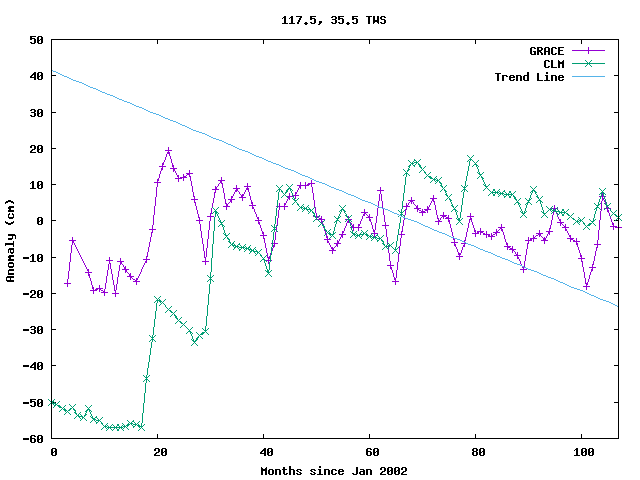 117.5, 35.5 TWS
GRACE
CLM
Trend Line
50
40
30
20
10
0
-10
-20
-30
-40
-50
-60
Anomaly (cm)
0 20 40 60 80 100
Months since Jan 2002